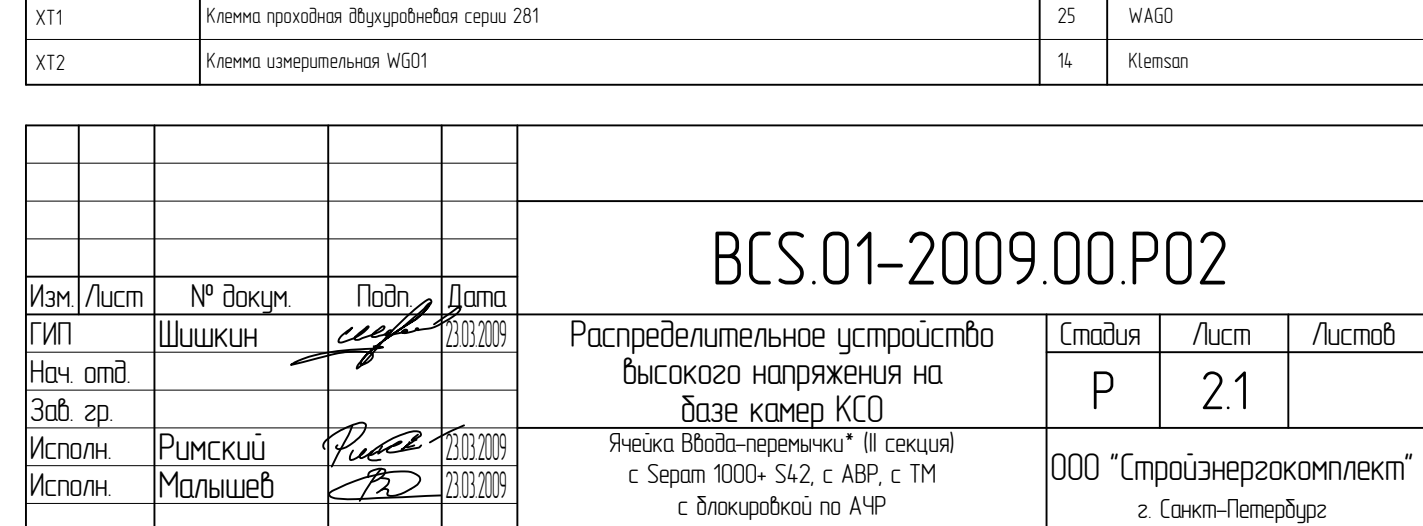 XT1 Клемма проходная двухуровневая серии 281 25 WAGO
XT2 Клемма измерительная WG01 14 Klemsan
BCS.01-2009.00.P02
Изм. Лист № докум. Подп. Дата
ГИП Шишкин 23.03.2009
Нач. отд.
Зав. гр.
Исполн. Римский 23.03.2009
Исполн. Малышев 23.03.2009
Распределительное устройство
высокого напряжения на
базе камер КСО
Ячейка Ввода-перемычки* (II секция)
с Sepam 1000+ S42, с АВР, с ТМ
с блокировкой по АЧР
Стадия Лист Листов
Р 2.1
ООО "Стройэнергокомплект"
г. Санкт-Петербург